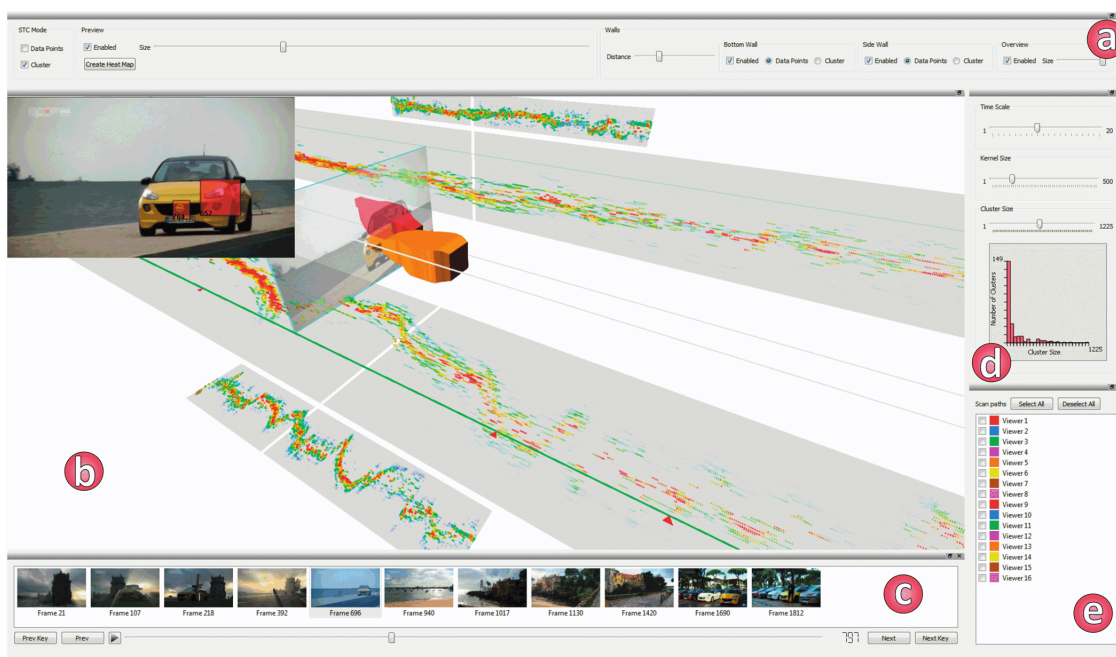 STC Mode
Data Points
Cluster
Preview
Enabled
Size
Create Heat Map
Walls
Distance
Bottom Wall
Enabled
Data Points
Cluster
Side Wall
Enabled
Data Points
Cluster
Overview
Enabled
Size
a
b
Time Scale
1
20
Kernel Size
1
500
Cluster Size
1
1225
149
Number of Clusters
Cluster Size
1225
d
Scan paths
Select All
Deselect All
Viewer 1
Viewer 2
Viewer 3
Viewer 4
Viewer 5
Viewer 6
Viewer 7
Viewer 8
Viewer 9
Viewer 10
Viewer 11
Viewer 12
Viewer 13
Viewer 14
Viewer 15
Viewer 16
e
Frame 21
Frame 107
Frame 218
Frame 392
Frame 696
Frame 940
Frame 1017
Frame 1130
Frame 1420
Frame 1690
Frame 1812
c
Prev Key
Prev
797
Next
Next Key